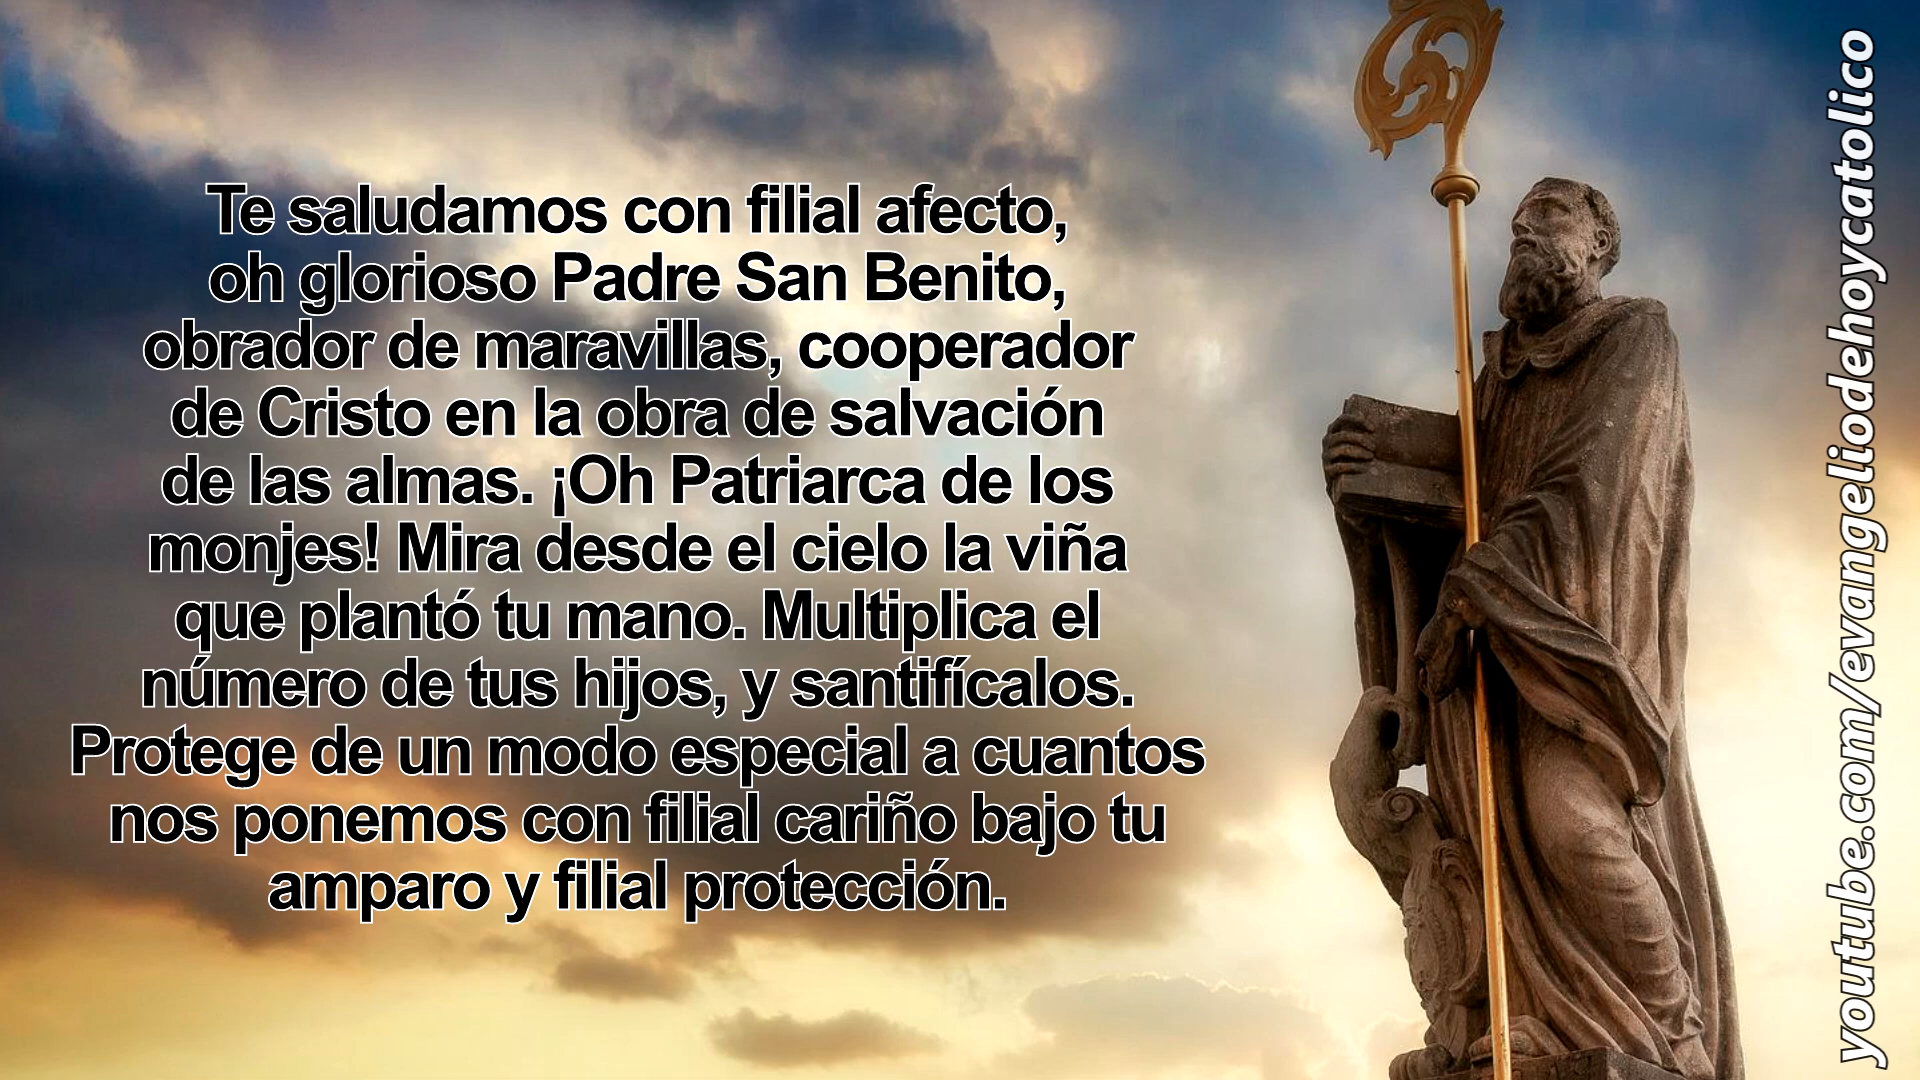 Te saludamos con filial afecto,
oh glorioso Padre San Benito,
obrador de maravillas, cooperador
de Cristo en la obra de salvación
de las almas. ¡Oh Patriarca de los
monjes! Mira desde el cielo la viña
que plantó tu mano. Multiplica el
número de tus hijos, y santifícalos.
Protege de un modo especial a cuantos
nos ponemos con filial cariño bajo tu
amparo y filial protección.
youtube.com/evangeliodehoycatolico